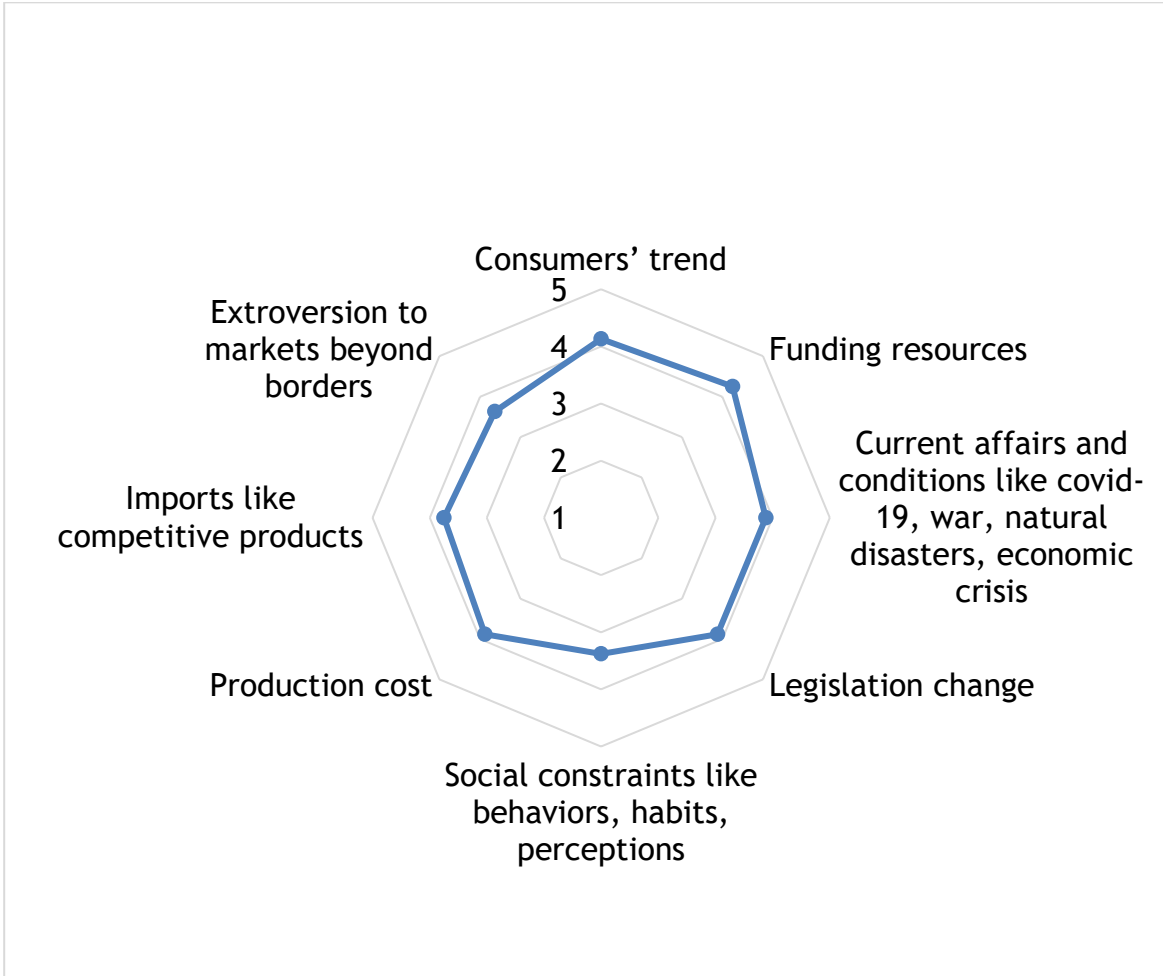 Consumers’ trend
5
4
3
2
1
Funding resources
Current affairs and
conditions like covid-
19, war, natural
disasters, economic
crisis
Legislation change
Social constraints like
behaviors, habits,
perceptions
Production cost
Imports like
competitive products
Extroversion to
markets beyond
borders